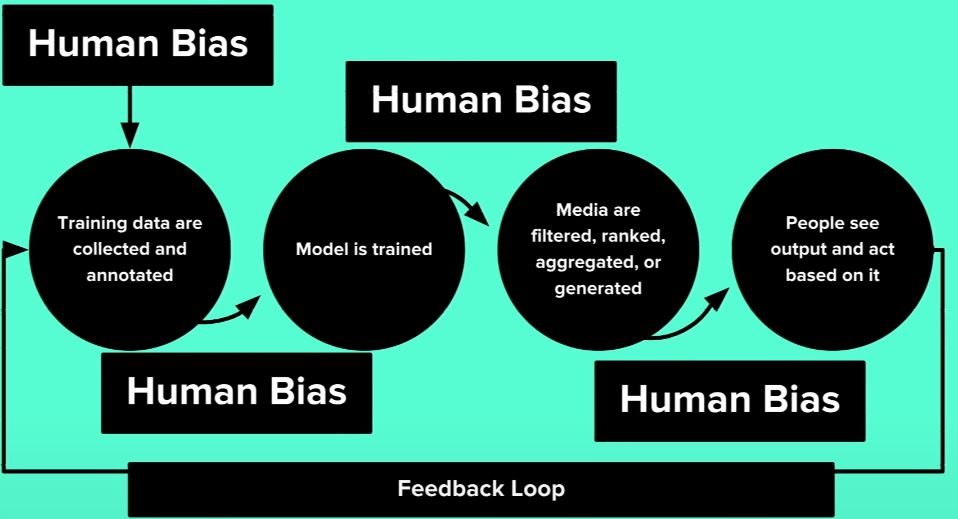 Human Bias
Human Bias
Training data are
collected and
annotated
Model is trained
Media are
filtered, ranked,
aggregated, or
generated
People see
output and act
based on it
Human Bias
Human Bias
Feedback Loop